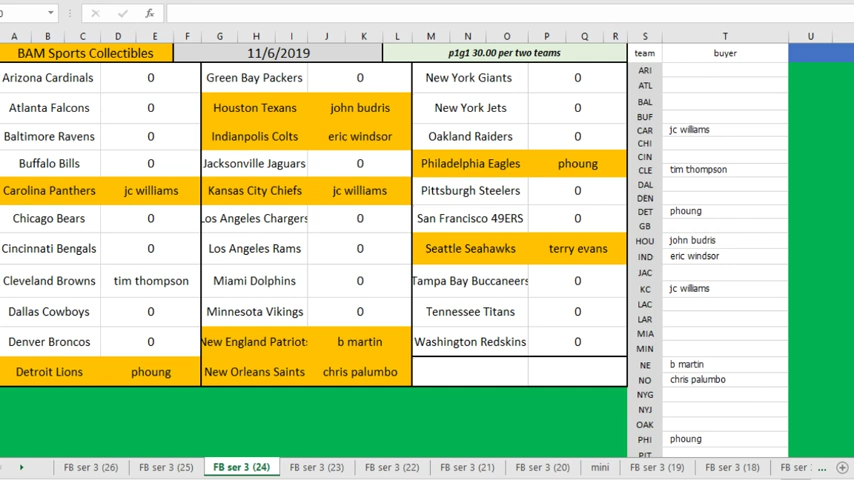 fx
A B C D E F G H I J K L M N O P Q R S T U
BAM Sports Collectibles 11/6/2019 p1g1 30.00 per two teams team buyer
Arizona Cardinals 0 Green Bay Packers 0 New York Giants 0 ARI
ATL
Atlanta Falcons 0 Houston Texans john budris New York Jets 0 BAL
BUF
Baltimore Ravens 0 Indianpolis Colts eric windsor Oakland Raiders 0 CAR jc williams
CHI
Buffalo Bills 0 Jacksonville Jaguars 0 Philadelphia Eagles phoung CIN
CLE tim thompson
Carolina Panthers jc williams Kansas City Chiefs jc williams Pittsburgh Steelers 0 DAL
DEN
Chicago Bears 0 Los Angeles Chargers 0 San Francisco 49ERS 0 DET phoung
GB
Cincinnati Bengals 0 Los Angeles Rams 0 Seattle Seahawks terry evans HOU john budris
IND eric windsor
Cleveland Browns tim thompson Miami Dolphins 0 Tampa Bay Buccaneers 0 JAC
KC jc williams
Dallas Cowboys 0 Minnesota Vikings 0 Tennessee Titans 0 LAC
LAR
Denver Broncos 0 New England Patriots b martin Washington Redskins 0 MIA
MIN
Detroit Lions phoung New Orleans Saints chris palumbo NE b martin
NO chris palumbo
NYG
NYJ
OAK
PHI phoung
PIT
FB ser 3 (26) FB ser 3 (25) FB ser 3 (24) FB ser 3 (23) FB ser 3 (22) FB ser 3 (21) FB ser 3 (20) mini FB ser 3 (19) FB ser 3 (18) FB ser ...